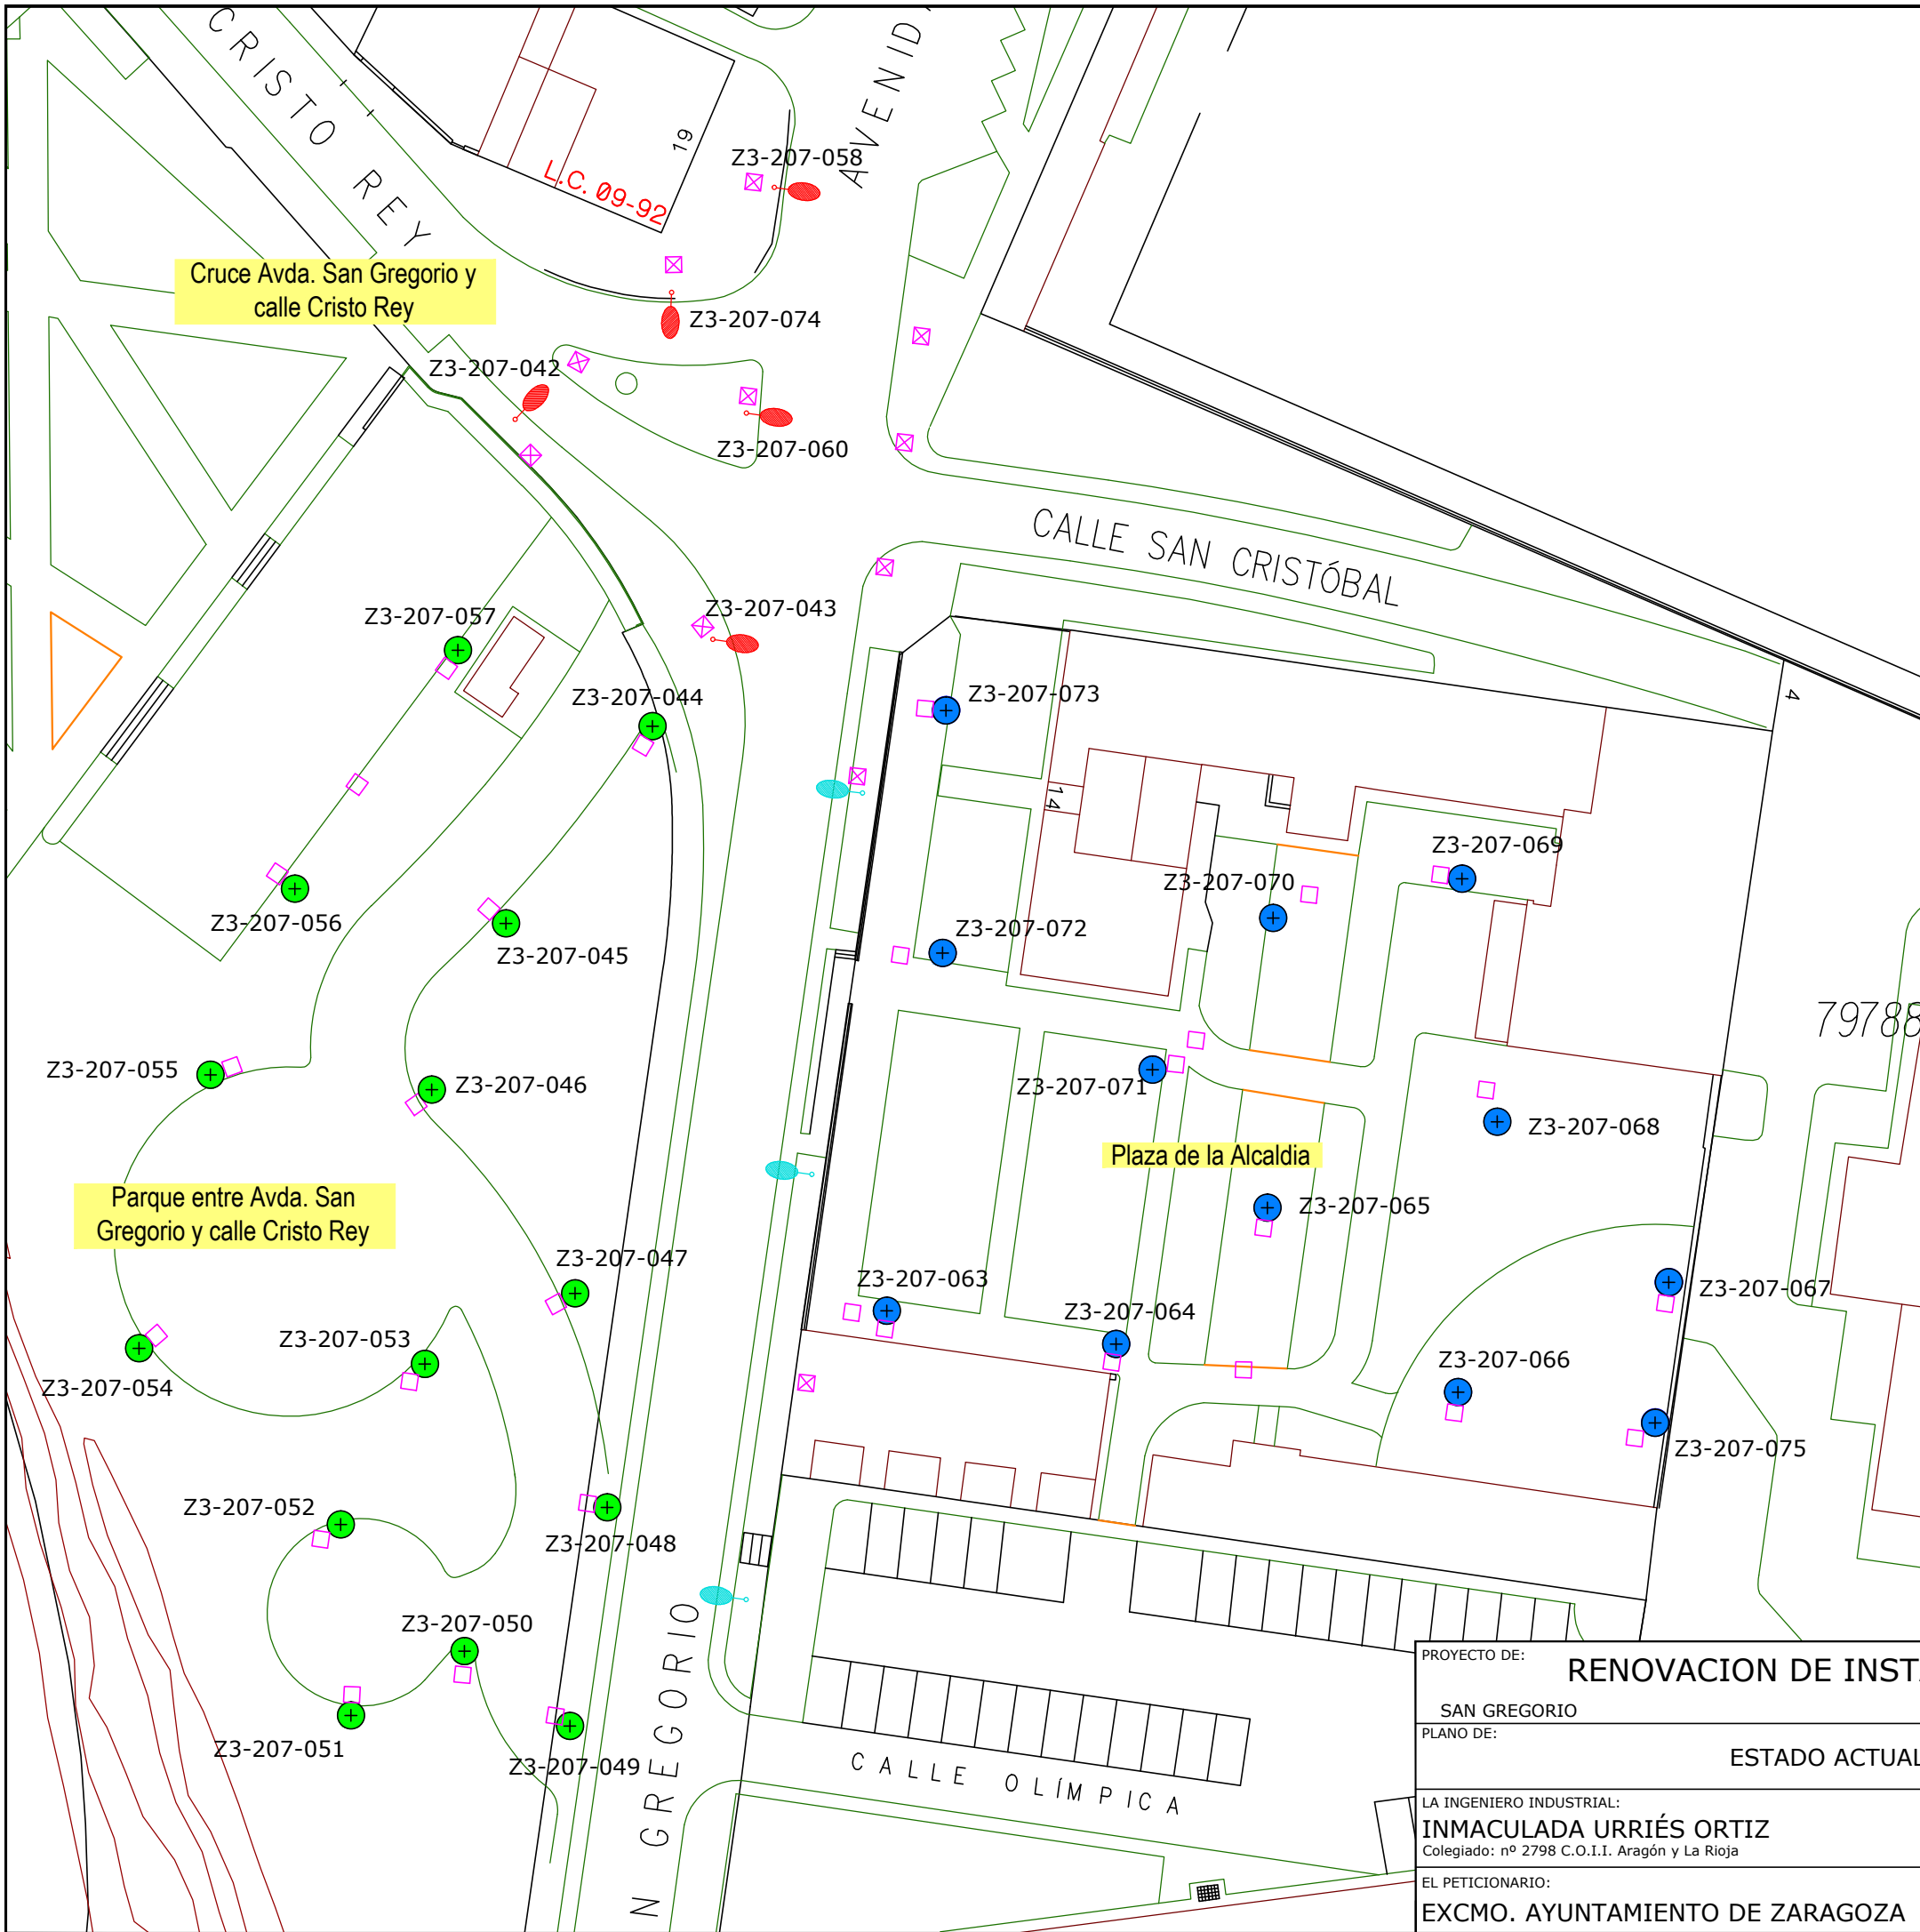 CRISTO REY
AVENID
19
L.C. 09-92
Z3-207-058
Cruce Avda. San Gregorio y
calle Cristo Rey
Z3-207-074
Z3-207-042
Z3-207-060
CALLE SAN CRISTÓBAL
Z3-207-057
Z3-207-043
Z3-207-044
Z3-207-073
4
14
Z3-207-069
Z3-207-070
Z3-207-056
Z3-207-045
Z3-207-072
79788
Z3-207-055
Z3-207-046
Z3-207-071
Z3-207-068
Plaza de la Alcaldia
Parque entre Avda. San
Gregorio y calle Cristo Rey
Z3-207-065
Z3-207-047
Z3-207-063
Z3-207-067
Z3-207-064
Z3-207-053
Z3-207-054
Z3-207-066
Z3-207-075
Z3-207-052
Z3-207-048
Z3-207-050
Z3-207-051
Z3-207-049
N GREGORIO
CALLE OLÍMPICA
PROYECTO DE:
RENOVACION DE INST
SAN GREGORIO
PLANO DE:
ESTADO ACTUAL
LA INGENIERO INDUSTRIAL:
INMACULADA URRIÉS ORTIZ
Colegiado: nº 2798 C.O.I.I. Aragón y La Rioja
EL PETICIONARIO:
EXCMO. AYUNTAMIENTO DE ZARAGOZA